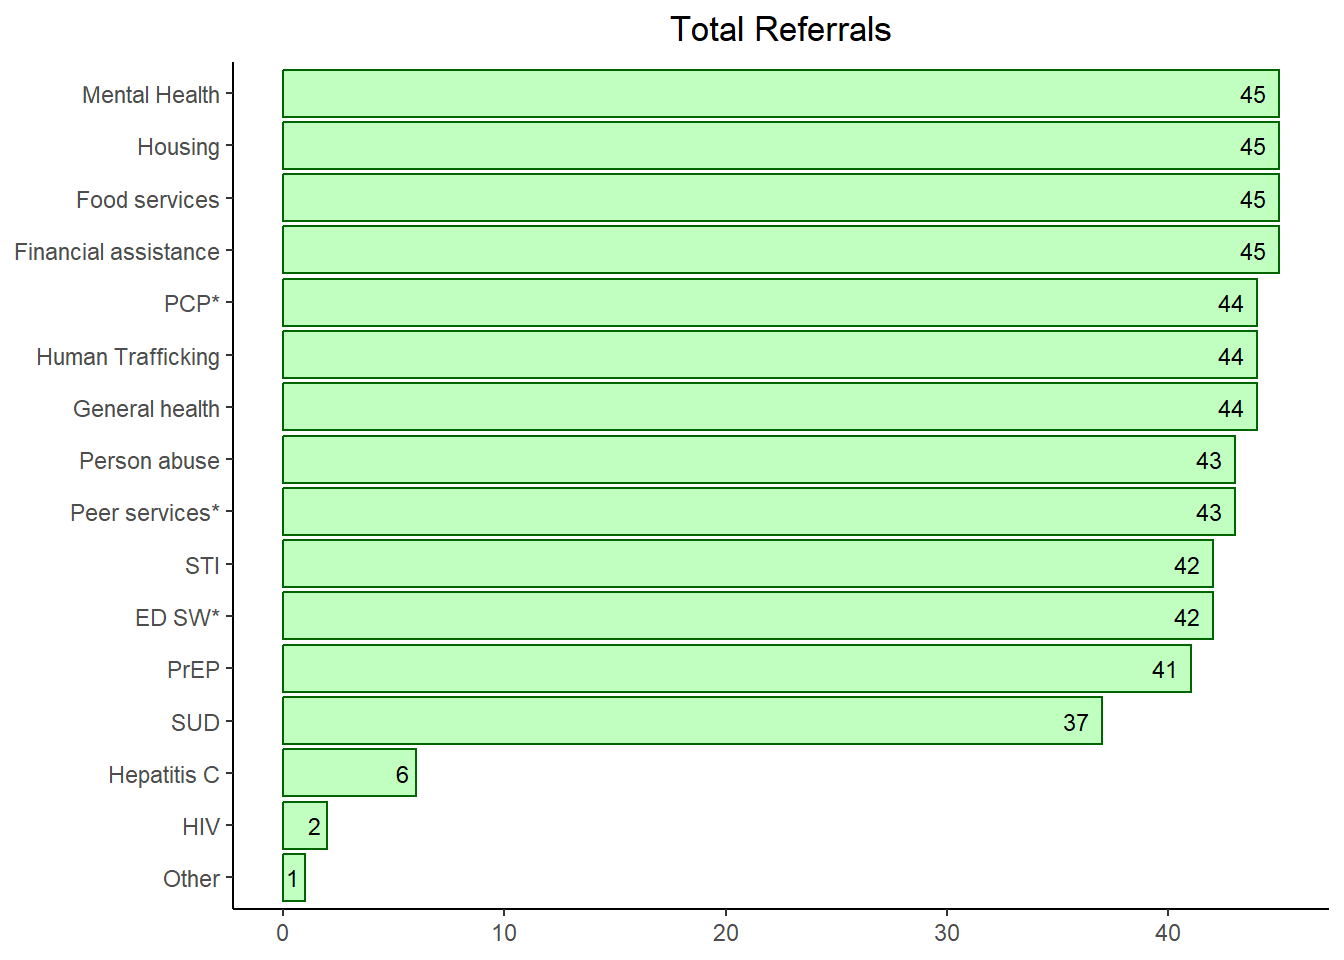 Total Referrals
Mental Health 45
Housing 45
Food services 45
Financial assistance 45
PCP* 44
Human Trafficking 44
General health 44
Person abuse 43
Peer services* 43
STI 42
ED SW* 42
PrEP 41
SUD 37
Hepatitis C 6
HIV 2
Other 1
0 10 20 30 40